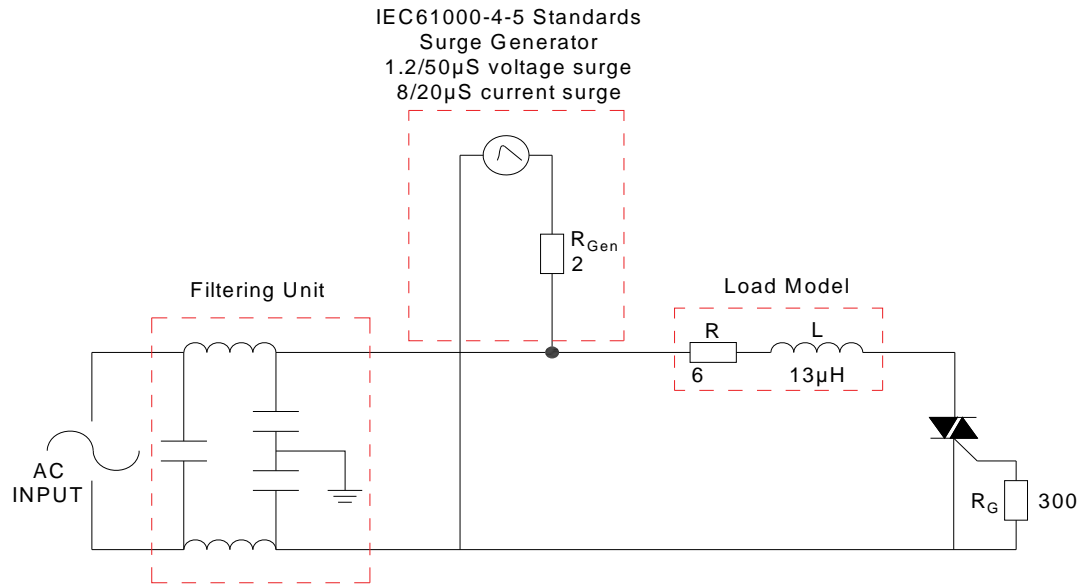 IEC61000-4-5 Standards
Surge Generator
1.2/50µS voltage surge
8/20µS current surge
RGen
2
Filtering Unit
Load Model
R
L
6
13µH
AC
INPUT
RG
300